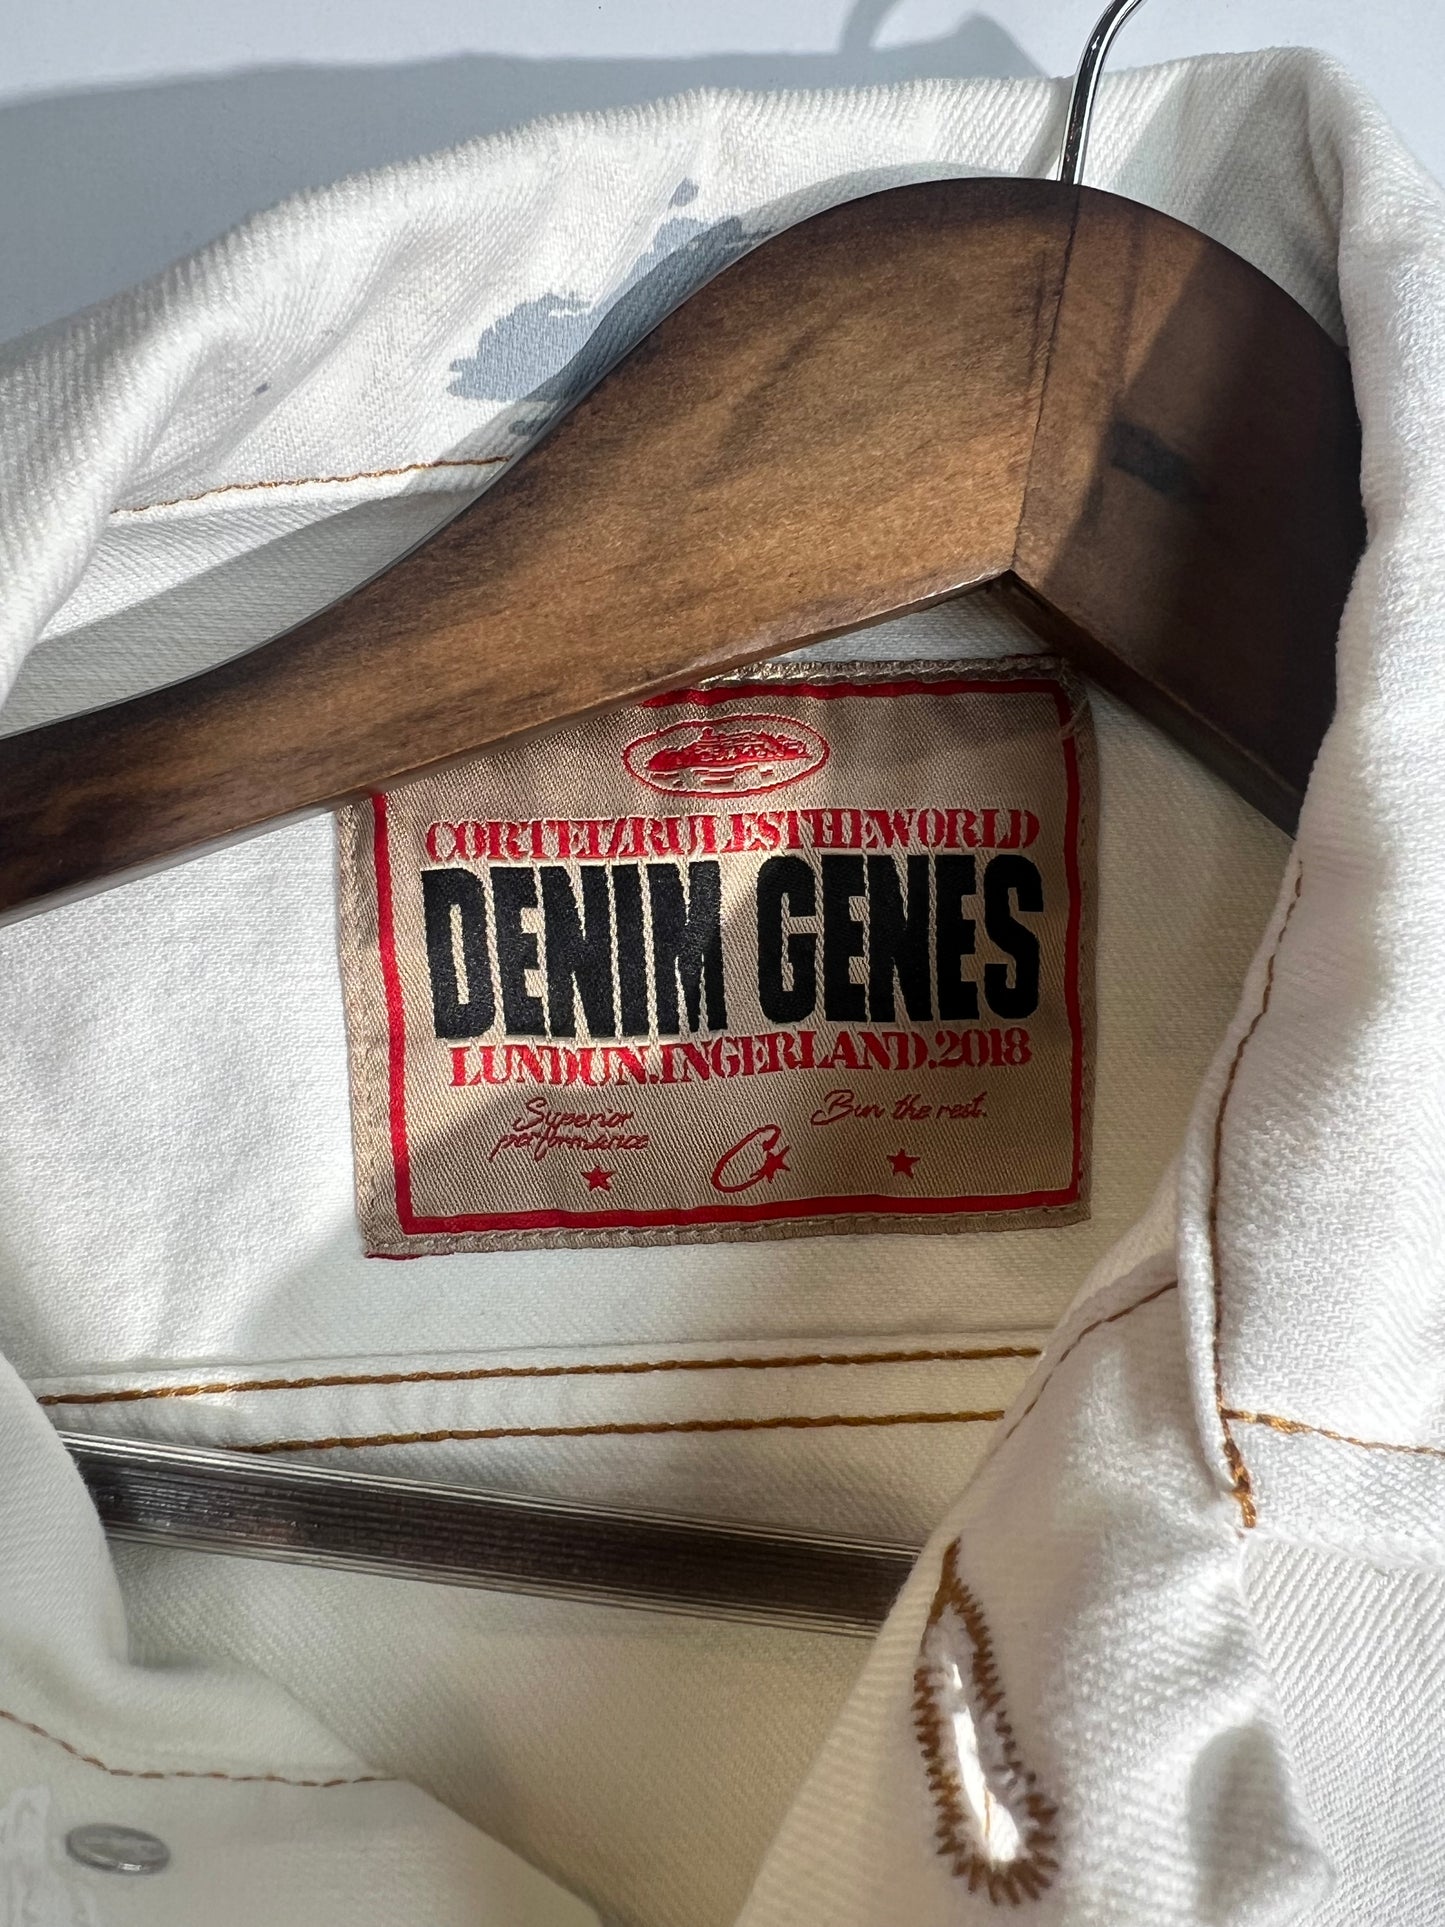 CORTEIZRULESTHEWORLD
DENIM GENES
LUNDUN.INGERLAND.2018
Superior
performance
Bun the rest.
C